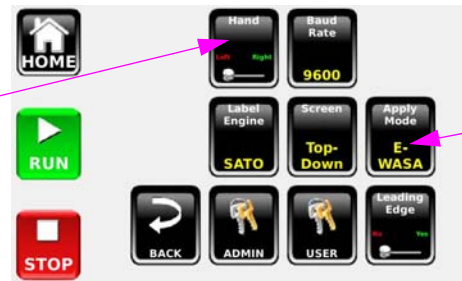 HOME
Hand
Left Right
Baud
Rate
9600
RUN
Label
Engine
SATO
Screen
Top-
Down
Apply
Mode
E-
WASA
STOP
BACK
ADMIN
USER
Leading
Edge
No Yes